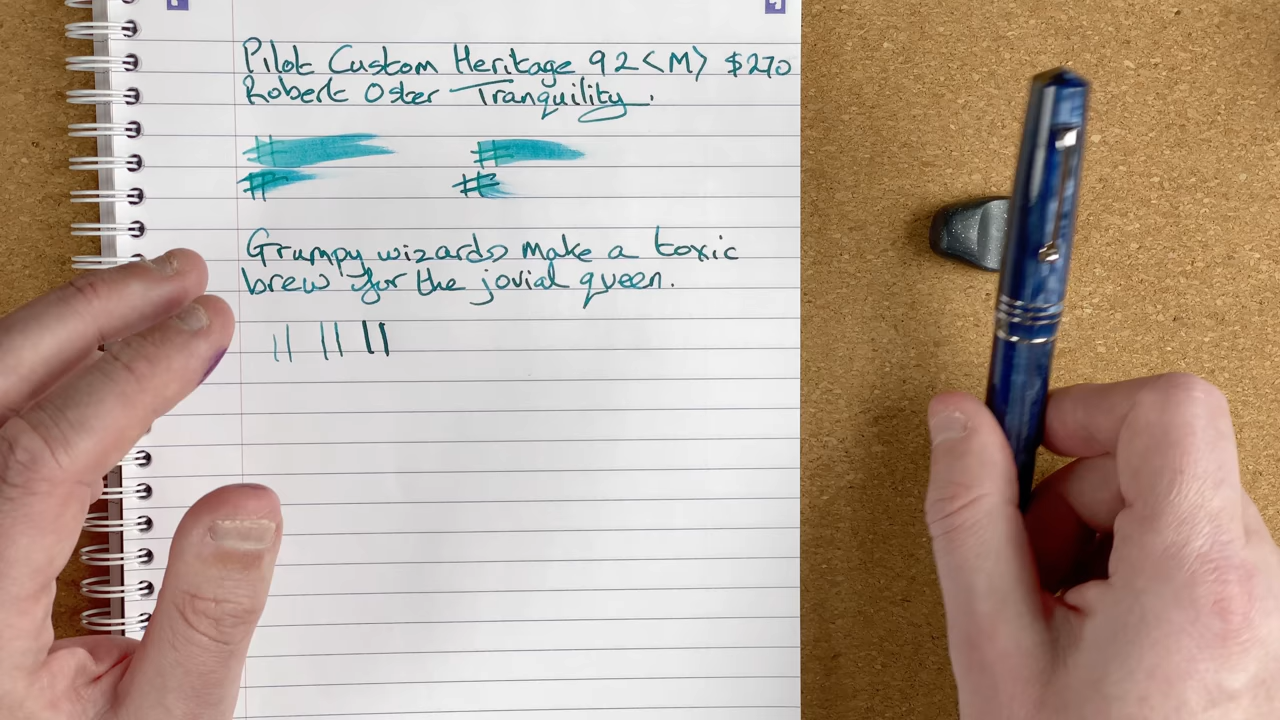 Pilot Custom Heritage 92 <M> $270
Robert Oster Tranquility.
Grumpy wizards make a toxic
brew for the jovial queen.